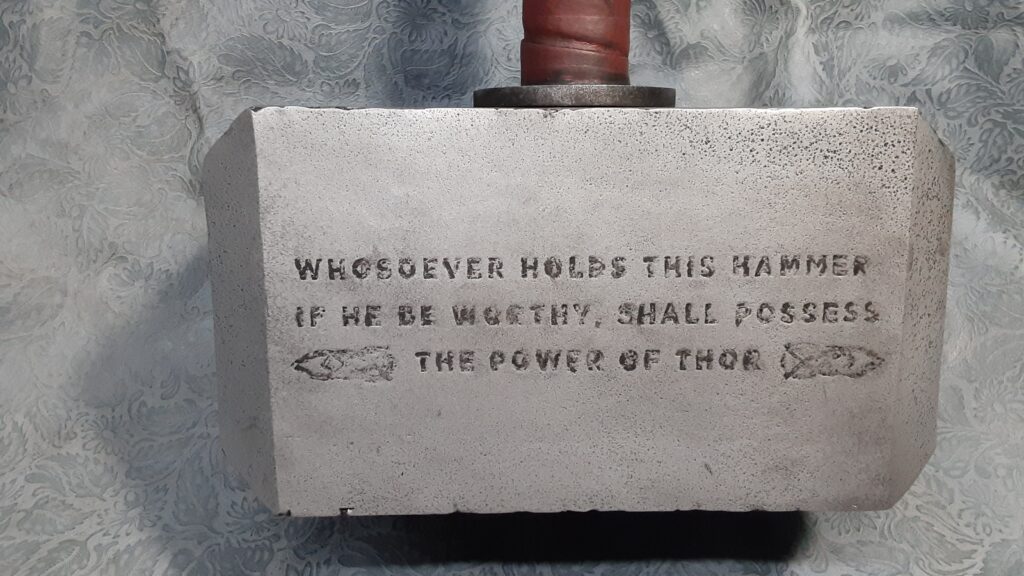 WHOSOEVER HOLDS THIS HAMMER
IF HE BE WORTHY, SHALL POSSESS
THE POWER OF THOR